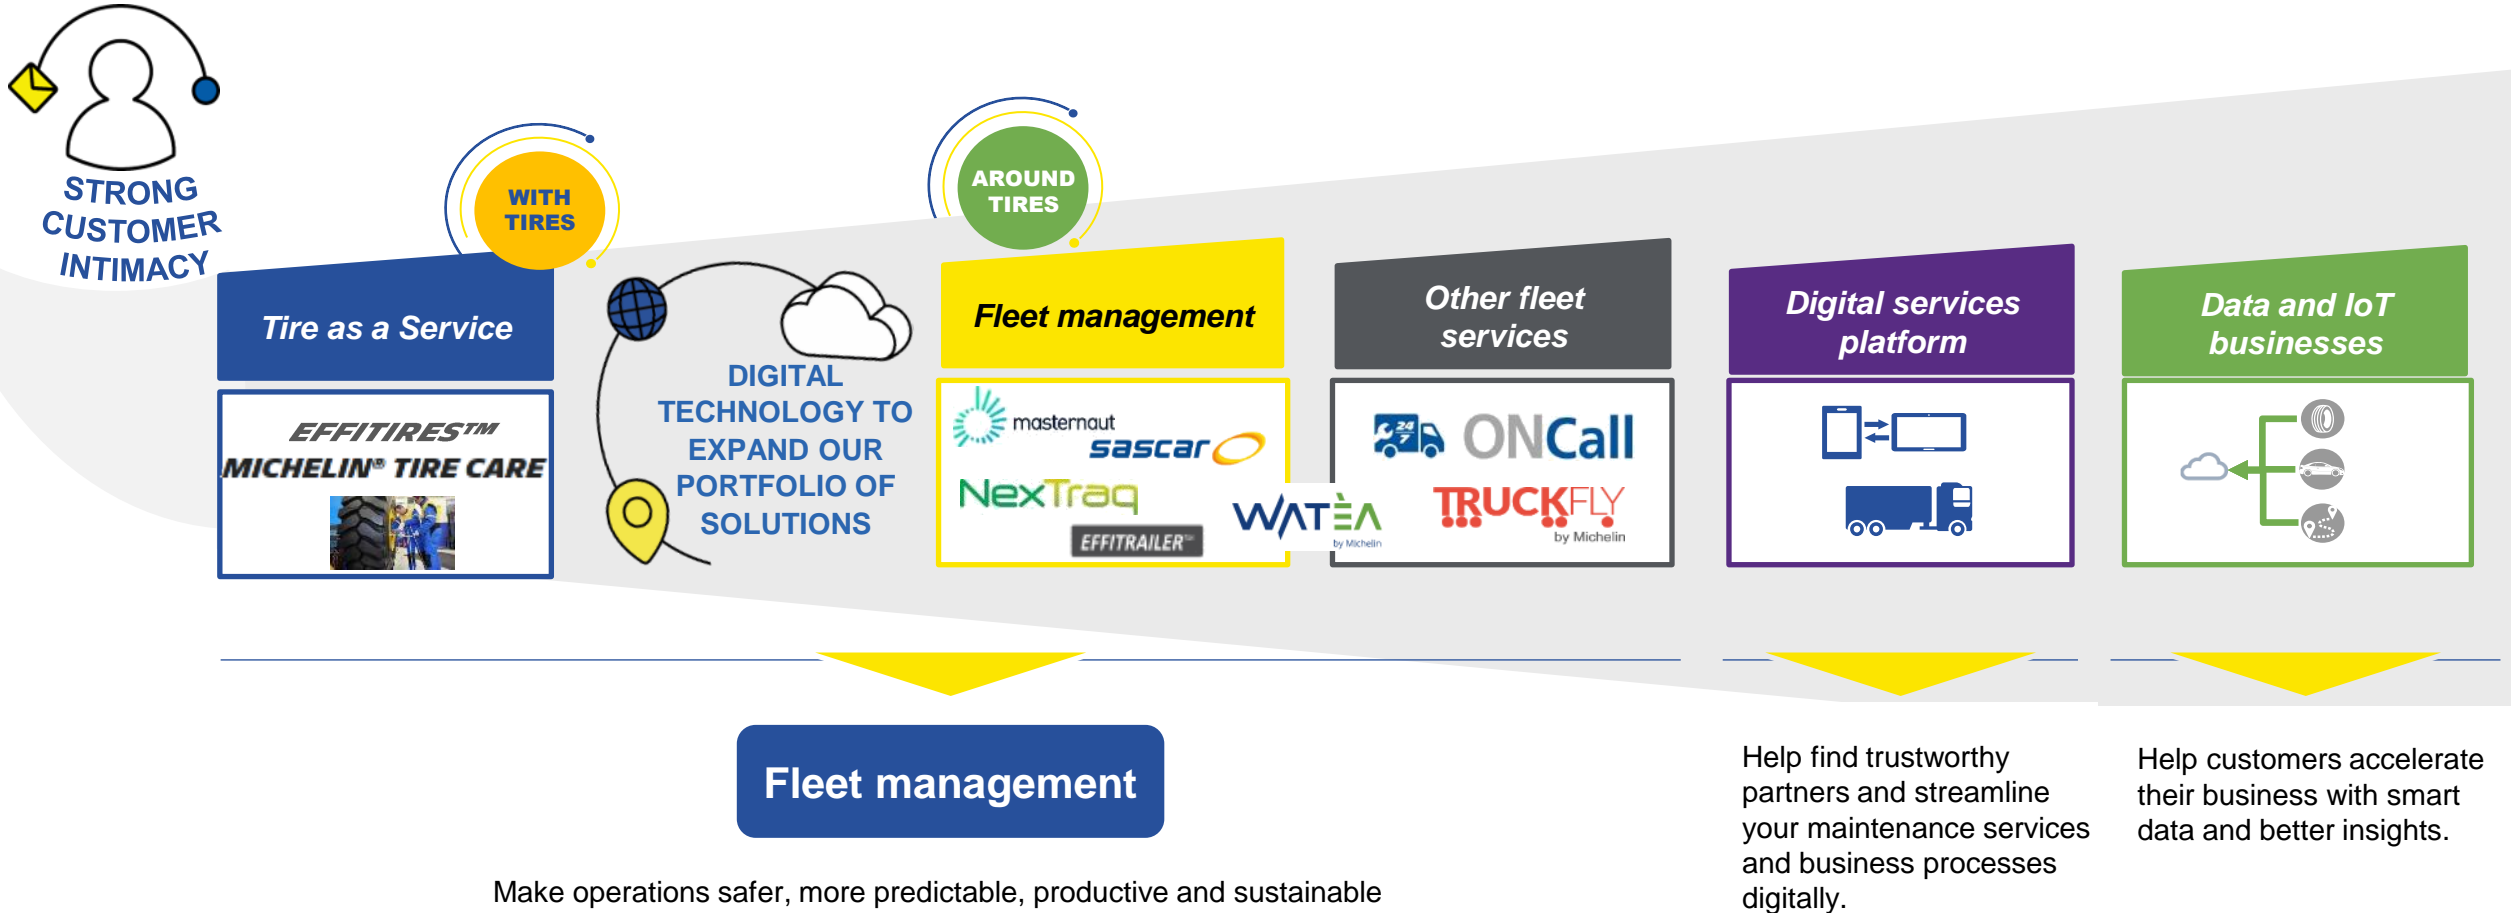 STRONG
CUSTOMER
INTIMACY
WITH
TIRES
AROUND
TIRES
Tire as a Service
EFFITIRES™
MICHELIN® TIRE CARE
DIGITAL
TECHNOLOGY TO
EXPAND OUR
PORTFOLIO OF
SOLUTIONS
Fleet management
masternaut
sascar
NexTraq
EFFITRAILER™
WATÈA
by Michelin
Other fleet
services
24
7
ONCall
TRUCKFLY
by Michelin
Digital services
platform
Data and IoT
businesses
Fleet management
Make operations safer, more predictable, productive and sustainable
Help find trustworthy
partners and streamline
your maintenance services
and business processes
digitally.
Help customers accelerate
their business with smart
data and better insights.